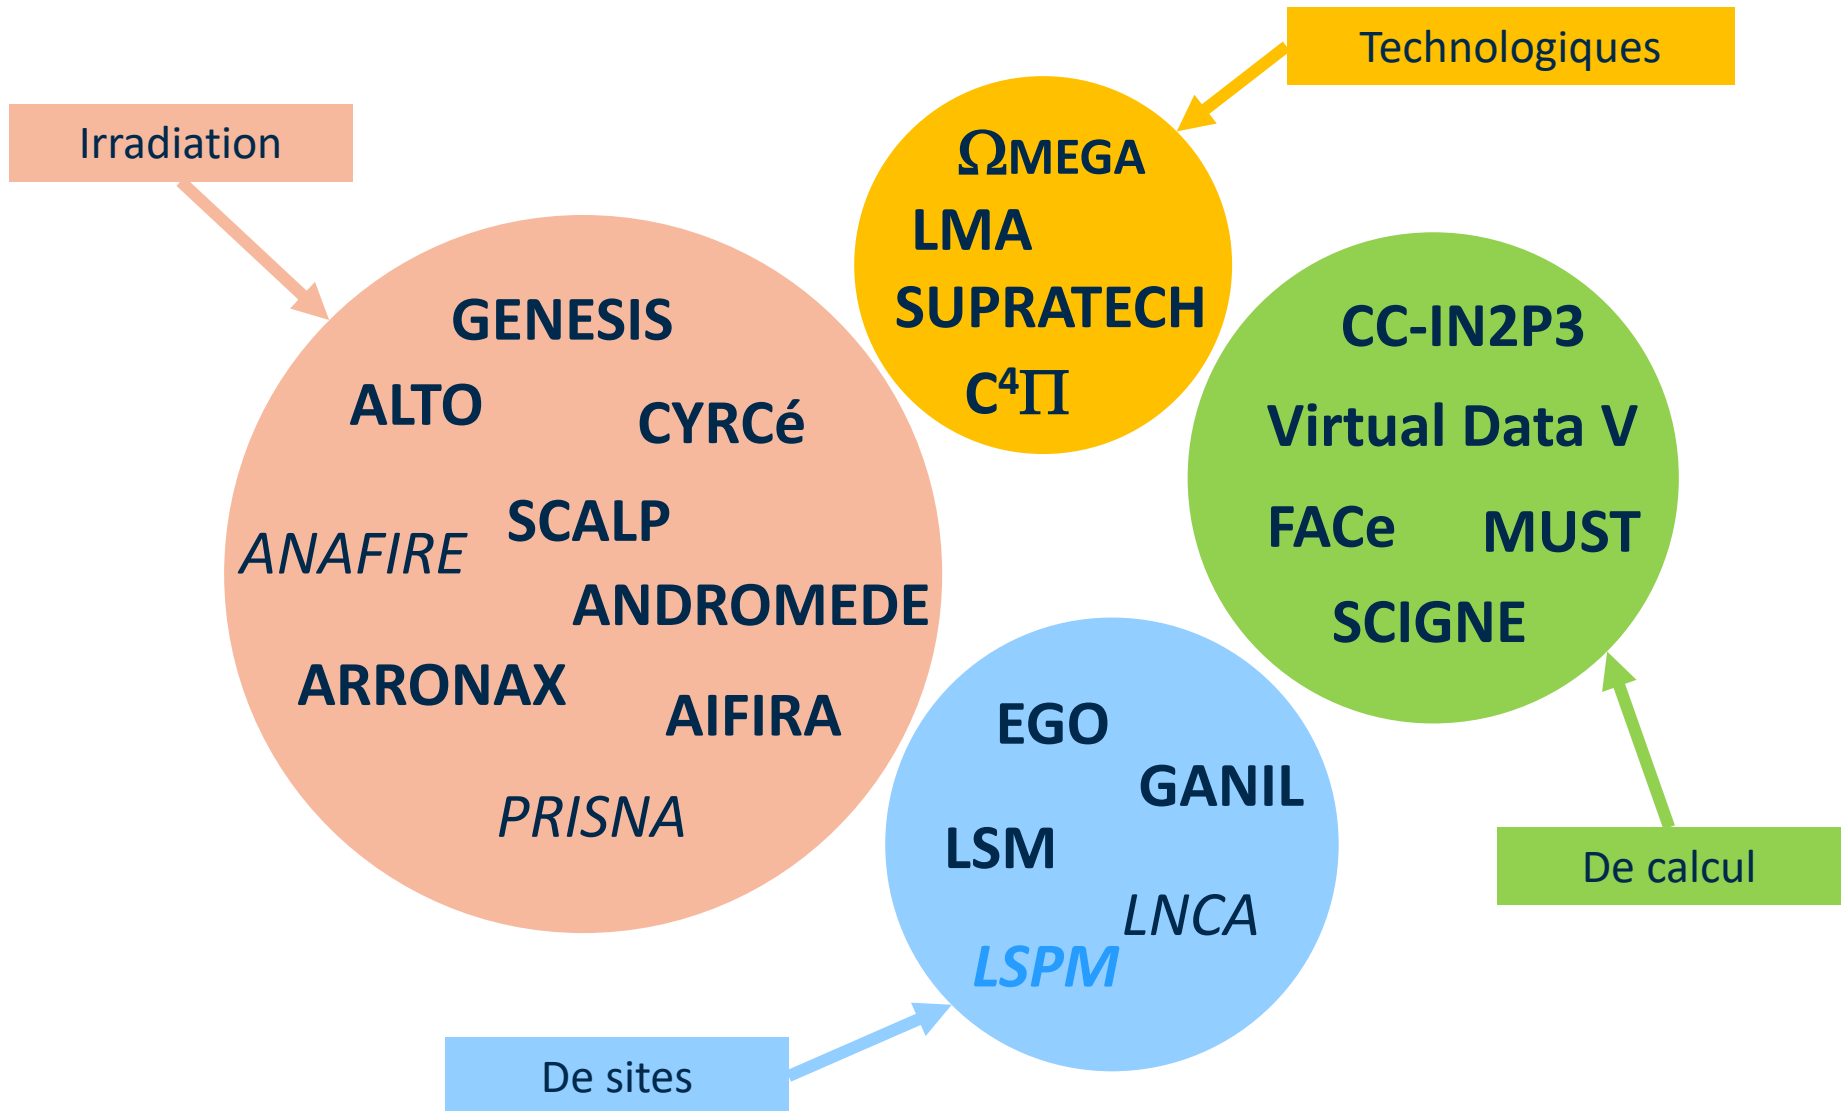 Technologiques
Irradiation
ΩMEGA
LMA
SUPRATECH
C⁴Π
GENESIS
ALTO
CYRCé
SCALP
ANAFIRE
ANDROMEDE
ARRONAX
AIFIRA
PRISNA
CC-IN2P3
Virtual Data V
FACe MUST
SCIGNE
De calcul
EGO
GANIL
LSM
LNCA
LSPM
De sites